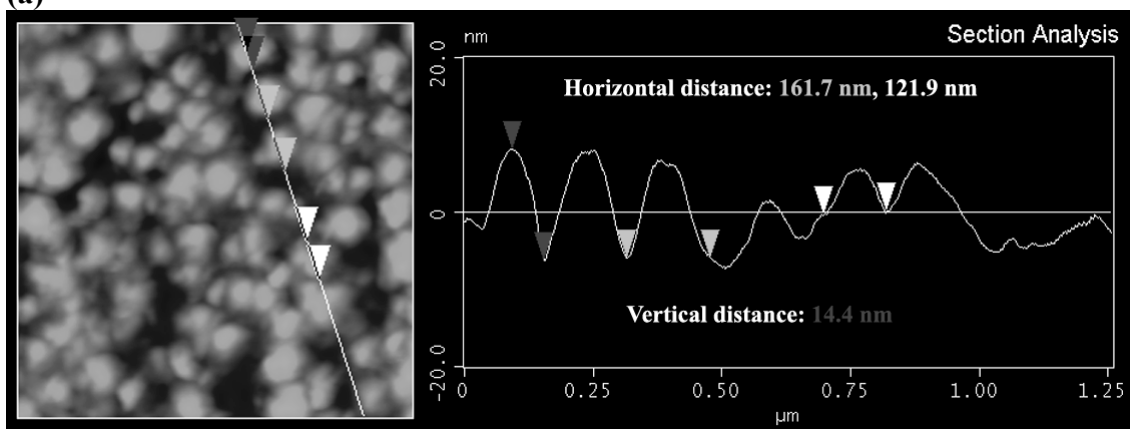 (a)
nm
Section Analysis
20.0
Horizontal distance: 161.7 nm, 121.9 nm
0
Vertical distance: 14.4 nm
-20.0
0 0.25 0.50 0.75 1.00 1.25
µm